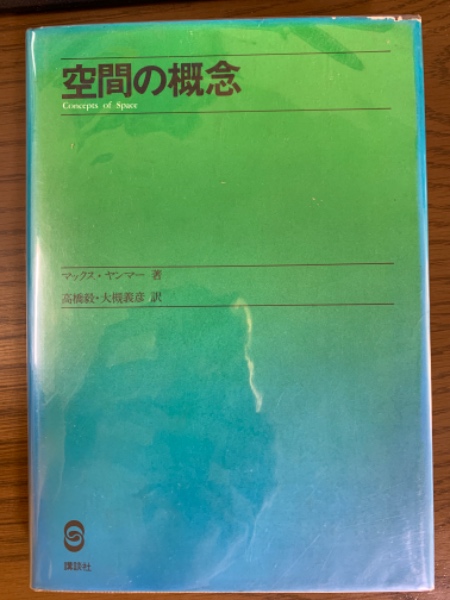 空間の概念
Concepts of Space
マックス・ヤンマー 著
高橋毅・大槻義彦 訳
講談社